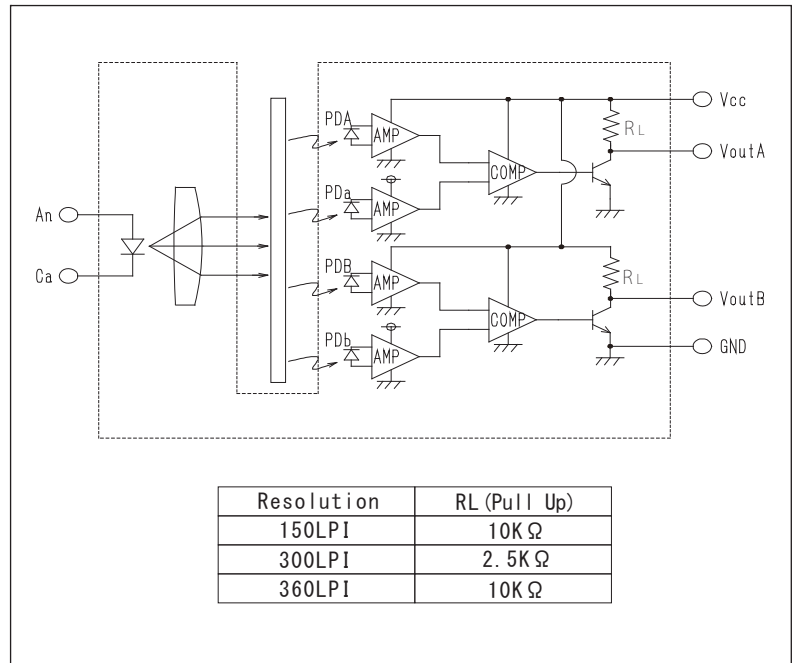 Vcc
PDA
AMP
RL
VoutA
COMP
PDa
AMP
An
Ca
PDB
AMP
RL
VoutB
COMP
PDb
AMP
GND
Resolution RL(Pull Up)
150LPI 10KΩ
300LPI 2.5KΩ
360LPI 10KΩ